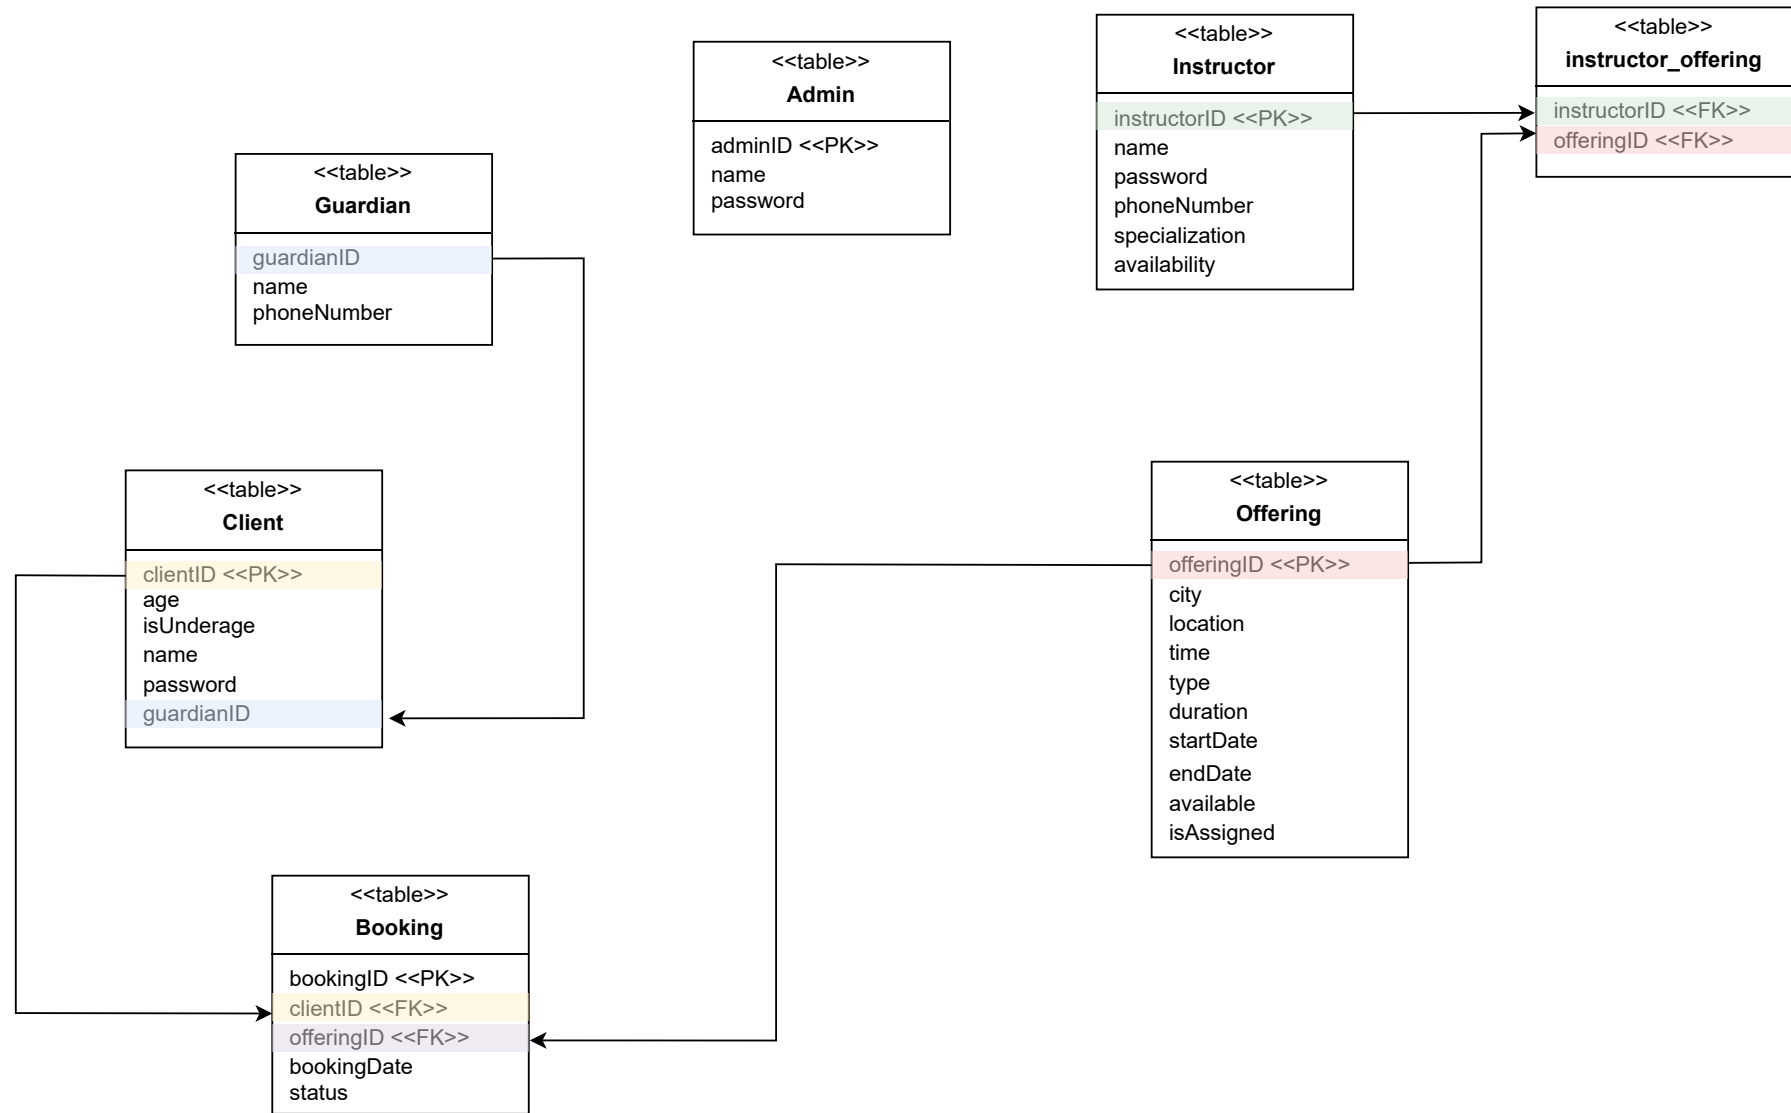 <<table>>
Admin
adminID <<PK>>
name
password
<<table>>
Instructor
instructorID <<PK>>
name
password
phoneNumber
specialization
availability
<<table>>
instructor_offering
instructorID <<FK>>
offeringID <<FK>>
<<table>>
Guardian
guardianID
name
phoneNumber
<<table>>
Client
clientID <<PK>>
age
isUnderage
name
password
guardianID
<<table>>
Offering
offeringID <<PK>>
city
location
time
type
duration
startDate
endDate
available
isAssigned
<<table>>
Booking
bookingID <<PK>>
clientID <<FK>>
offeringID <<FK>>
bookingDate
status